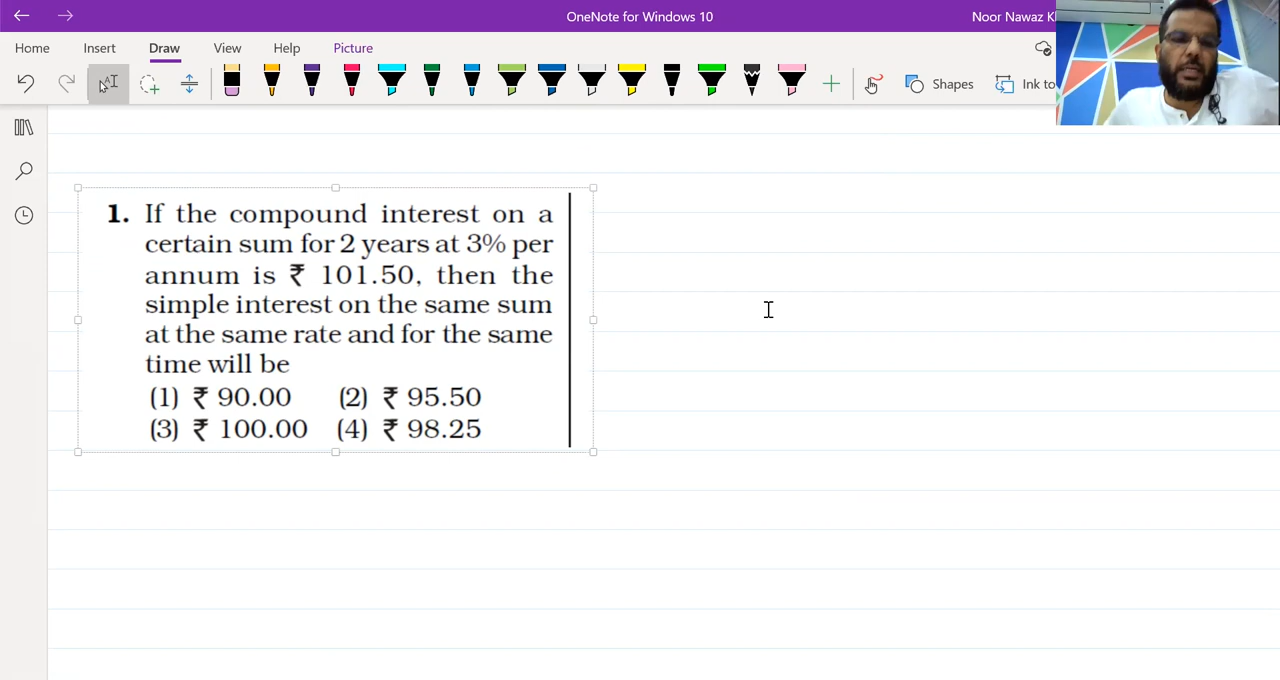 OneNote for Windows 10
Noor Nawaz K
Home Insert Draw View Help Picture
Shapes
Ink to
1. If the compound interest on a
certain sum for 2 years at 3% per
annum is ₹ 101.50, then the
simple interest on the same sum
at the same rate and for the same
time will be
(1) ₹ 90.00 (2) ₹ 95.50
(3) ₹ 100.00 (4) ₹ 98.25